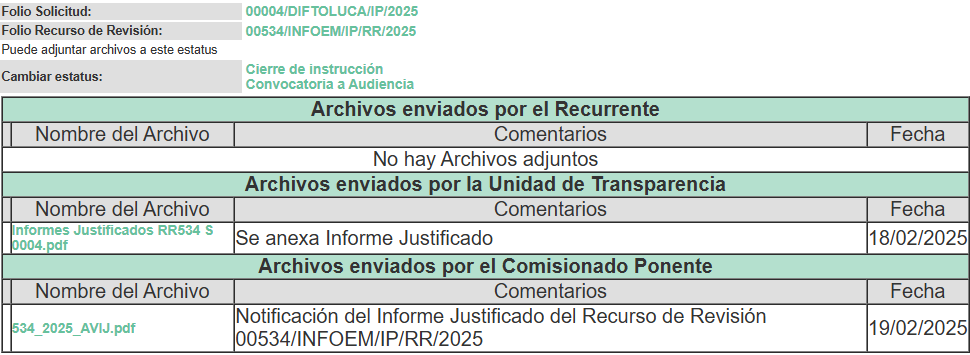 Folio Solicitud: 00004/DIFTOLUCA/IP/2025
Folio Recurso de Revisión: 00534/INFOEM/IP/RR/2025
Puede adjuntar archivos a este estatus
Cambiar estatus: Cierre de instrucción
Convocatoria a Audiencia
Archivos enviados por el Recurrente
Nombre del Archivo Comentarios Fecha
No hay Archivos adjuntos
Archivos enviados por la Unidad de Transparencia
Nombre del Archivo Comentarios Fecha
Informes Justificados RR534 S
0004.pdf Se anexa Informe Justificado 18/02/2025
Archivos enviados por el Comisionado Ponente
Nombre del Archivo Comentarios Fecha
534_2025_AVIJ.pdf Notificación del Informe Justificado del Recurso de Revisión 19/02/2025
00534/INFOEM/IP/RR/2025